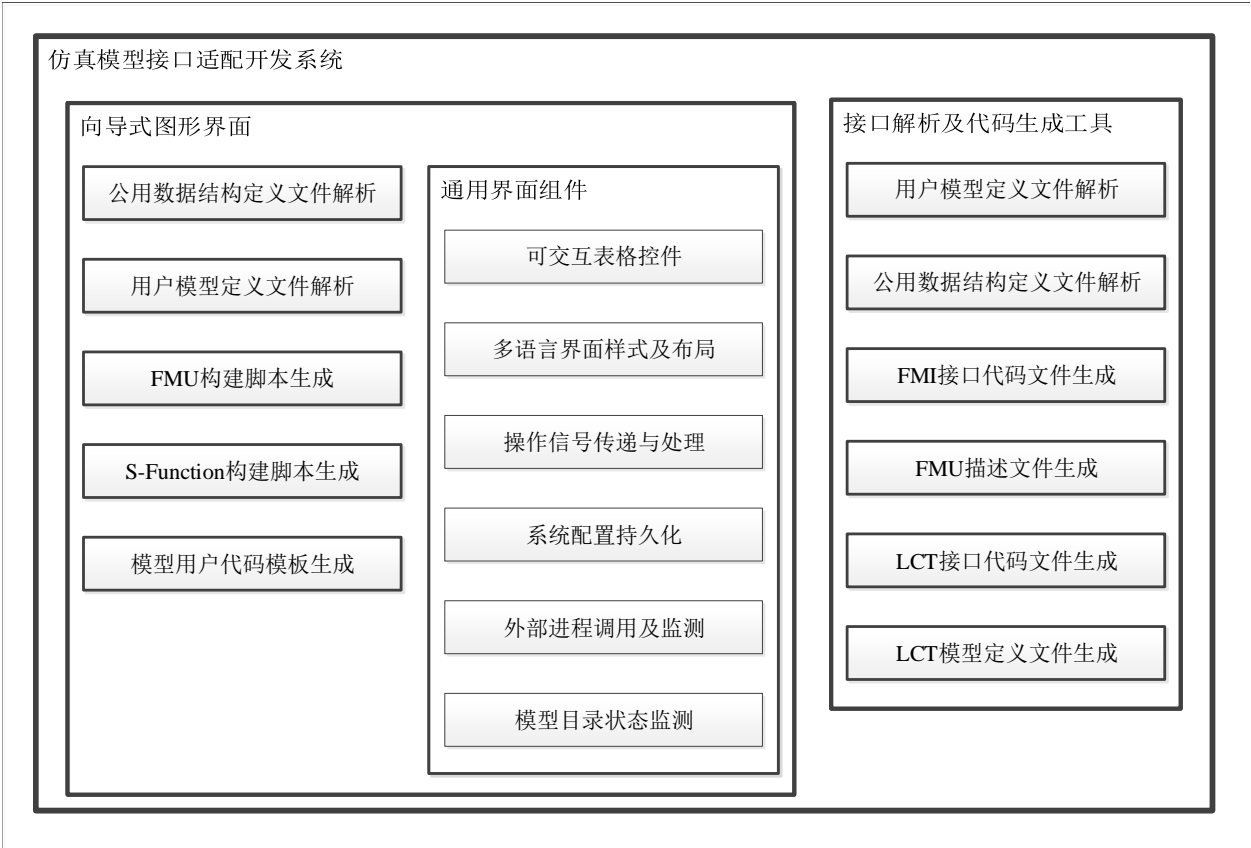 仿真模型接口适配开发系统
向导式图形界面
公用数据结构定义文件解析
用户模型定义文件解析
FMU构建脚本生成
S-Function构建脚本生成
模型用户代码模板生成
通用界面组件
可交互表格控件
多语言界面样式及布局
操作信号传递与处理
系统配置持久化
外部进程调用及监测
模型目录状态监测
接口解析及代码生成工具
用户模型定义文件解析
公用数据结构定义文件解析
FMI接口代码文件生成
FMU描述文件生成
LCT接口代码文件生成
LCT模型定义文件生成